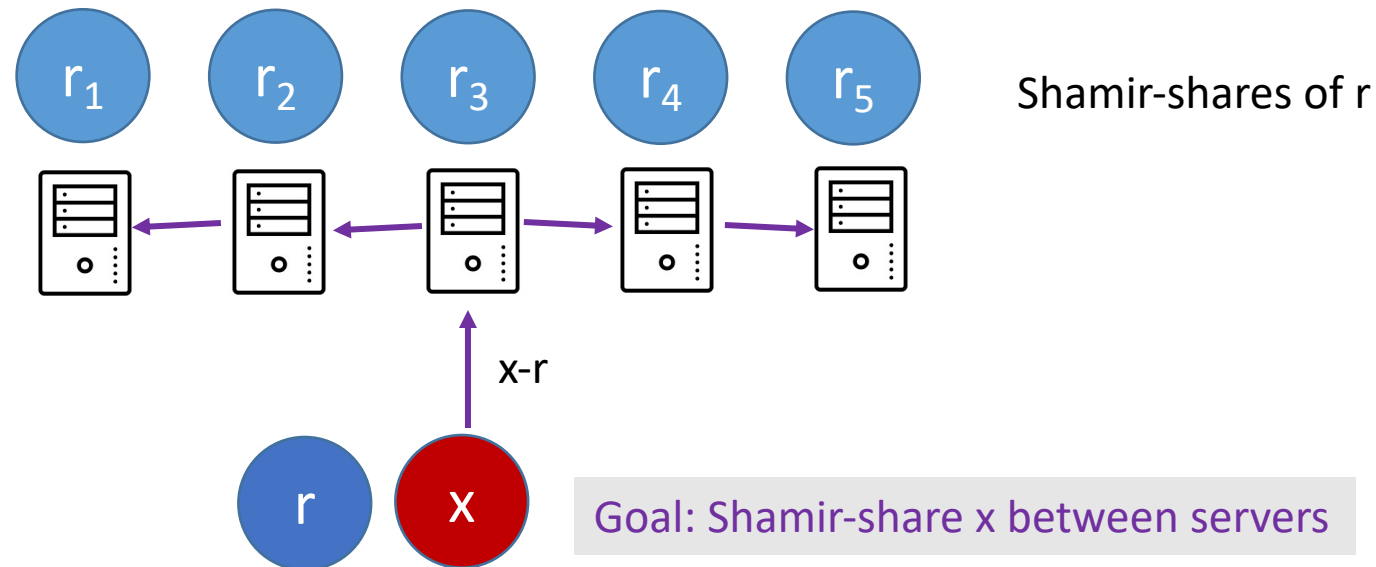 r₁ r₂ r₃ r₄ r₅ Shamir-shares of r
x-r
r x Goal: Shamir-share x between servers